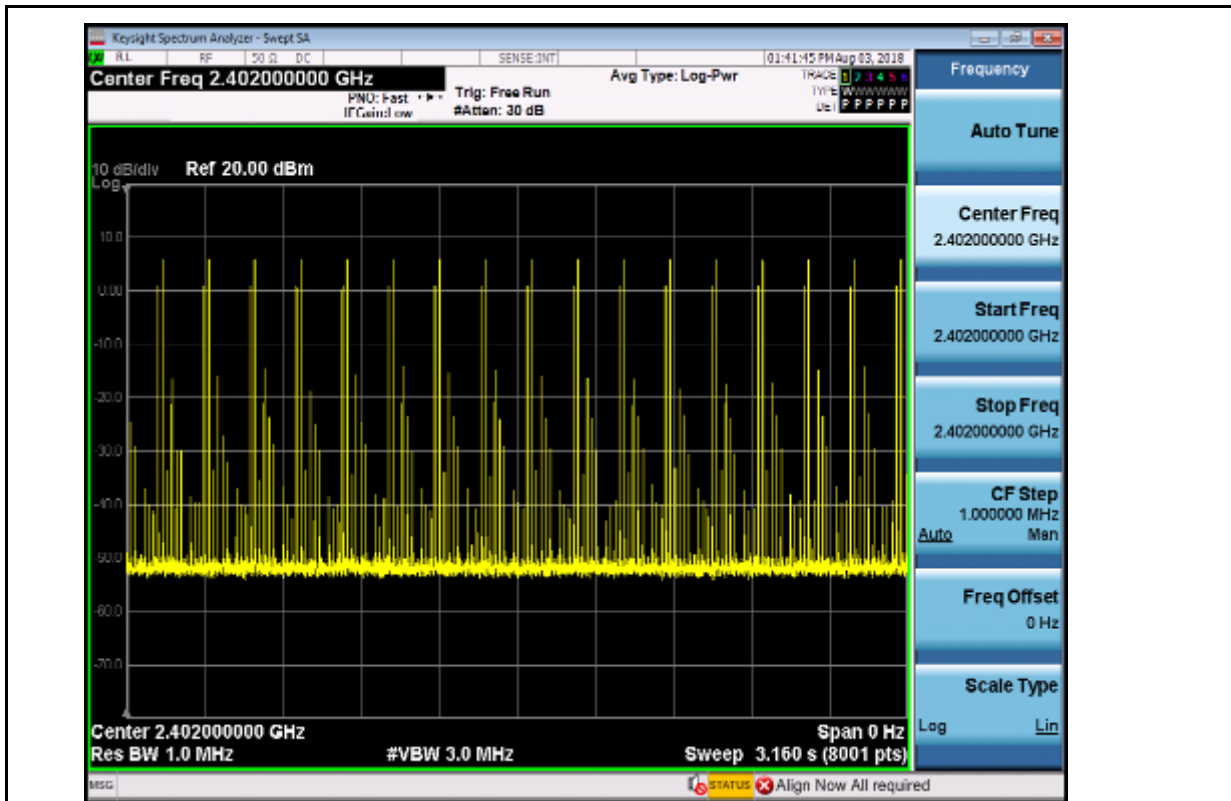 Keysight Spectrum Analyzer - Swept SA
RL RF 50 Ω DC SENSE:INT 01:41:45 PM Aug 03, 2018
Center Freq 2.402000000 GHz
Avg Type: Log-Pwr
TRACE 1 2 3 4 5 6
TYPE WWWWWW
DET P P P P P P
PNO: Fast
IFGain:Low
Trig: Free Run
#Atten: 30 dB
10 dB/div
Log
Ref 20.00 dBm
10.0
0.00
-10.0
-20.0
-30.0
-40.0
-50.0
-60.0
-70.0
Center 2.402000000 GHz
Span 0 Hz
Res BW 1.0 MHz
#VBW 3.0 MHz
Sweep 3.160 s (8001 pts)
MSG
STATUS
Align Now All required
Frequency
Auto Tune
Center Freq
2.402000000 GHz
Start Freq
2.402000000 GHz
Stop Freq
2.402000000 GHz
CF Step
1.000000 MHz
Auto Man
Freq Offset
0 Hz
Scale Type
Log Lin